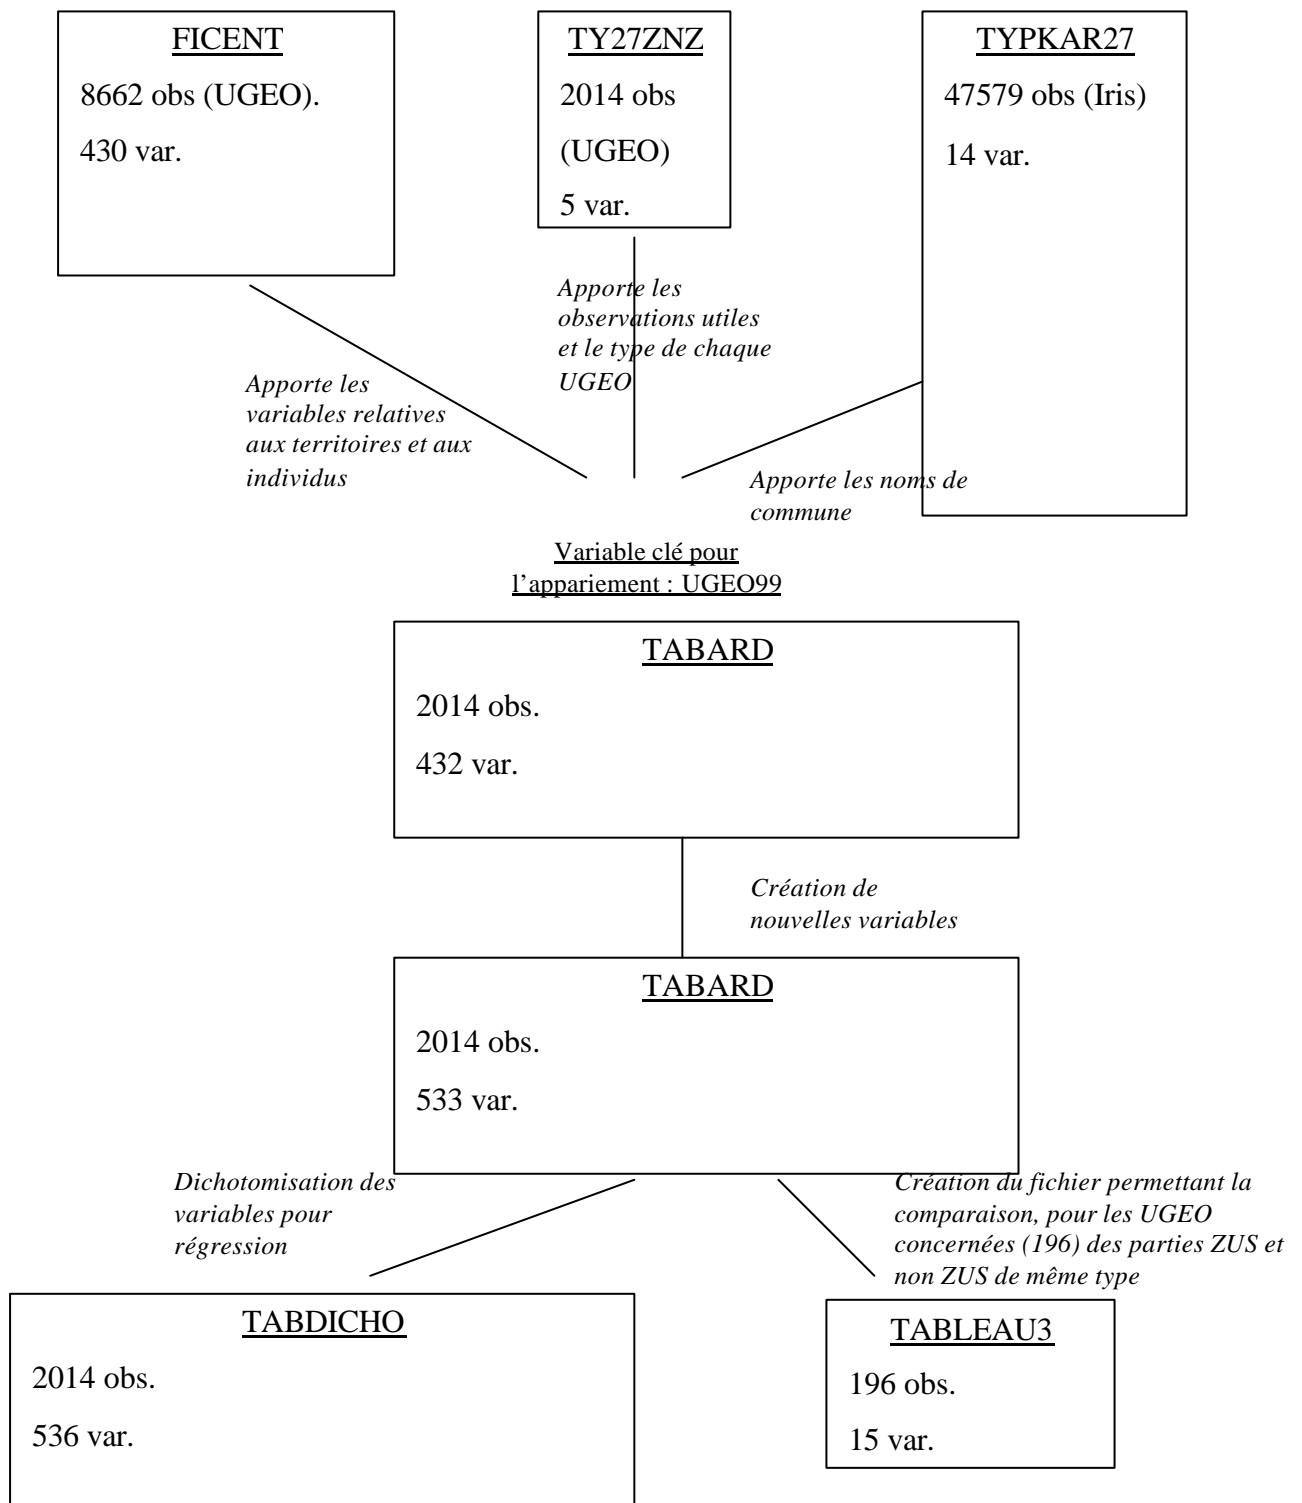 FICENT
8662 obs (UGEO).
430 var.
TY27ZNZ
2014 obs
(UGEO)
5 var.
TYPKAR27
47579 obs (Iris)
14 var.
Apporte les
variables relatives
aux territoires et aux
individus
Apporte les
observations utiles
et le type de chaque
UGEO
Apporte les noms de
commune
Variable clé pour
l’appariement : UGEO99
TABARD
2014 obs.
432 var.
Création de
nouvelles variables
TABARD
2014 obs.
533 var.
Dichotomisation des
variables pour
régression
Création du fichier permettant la
comparaison, pour les UGEO
concernées (196) des parties ZUS et
non ZUS de même type
TABDICHO
2014 obs.
536 var.
TABLEAU3
196 obs.
15 var.